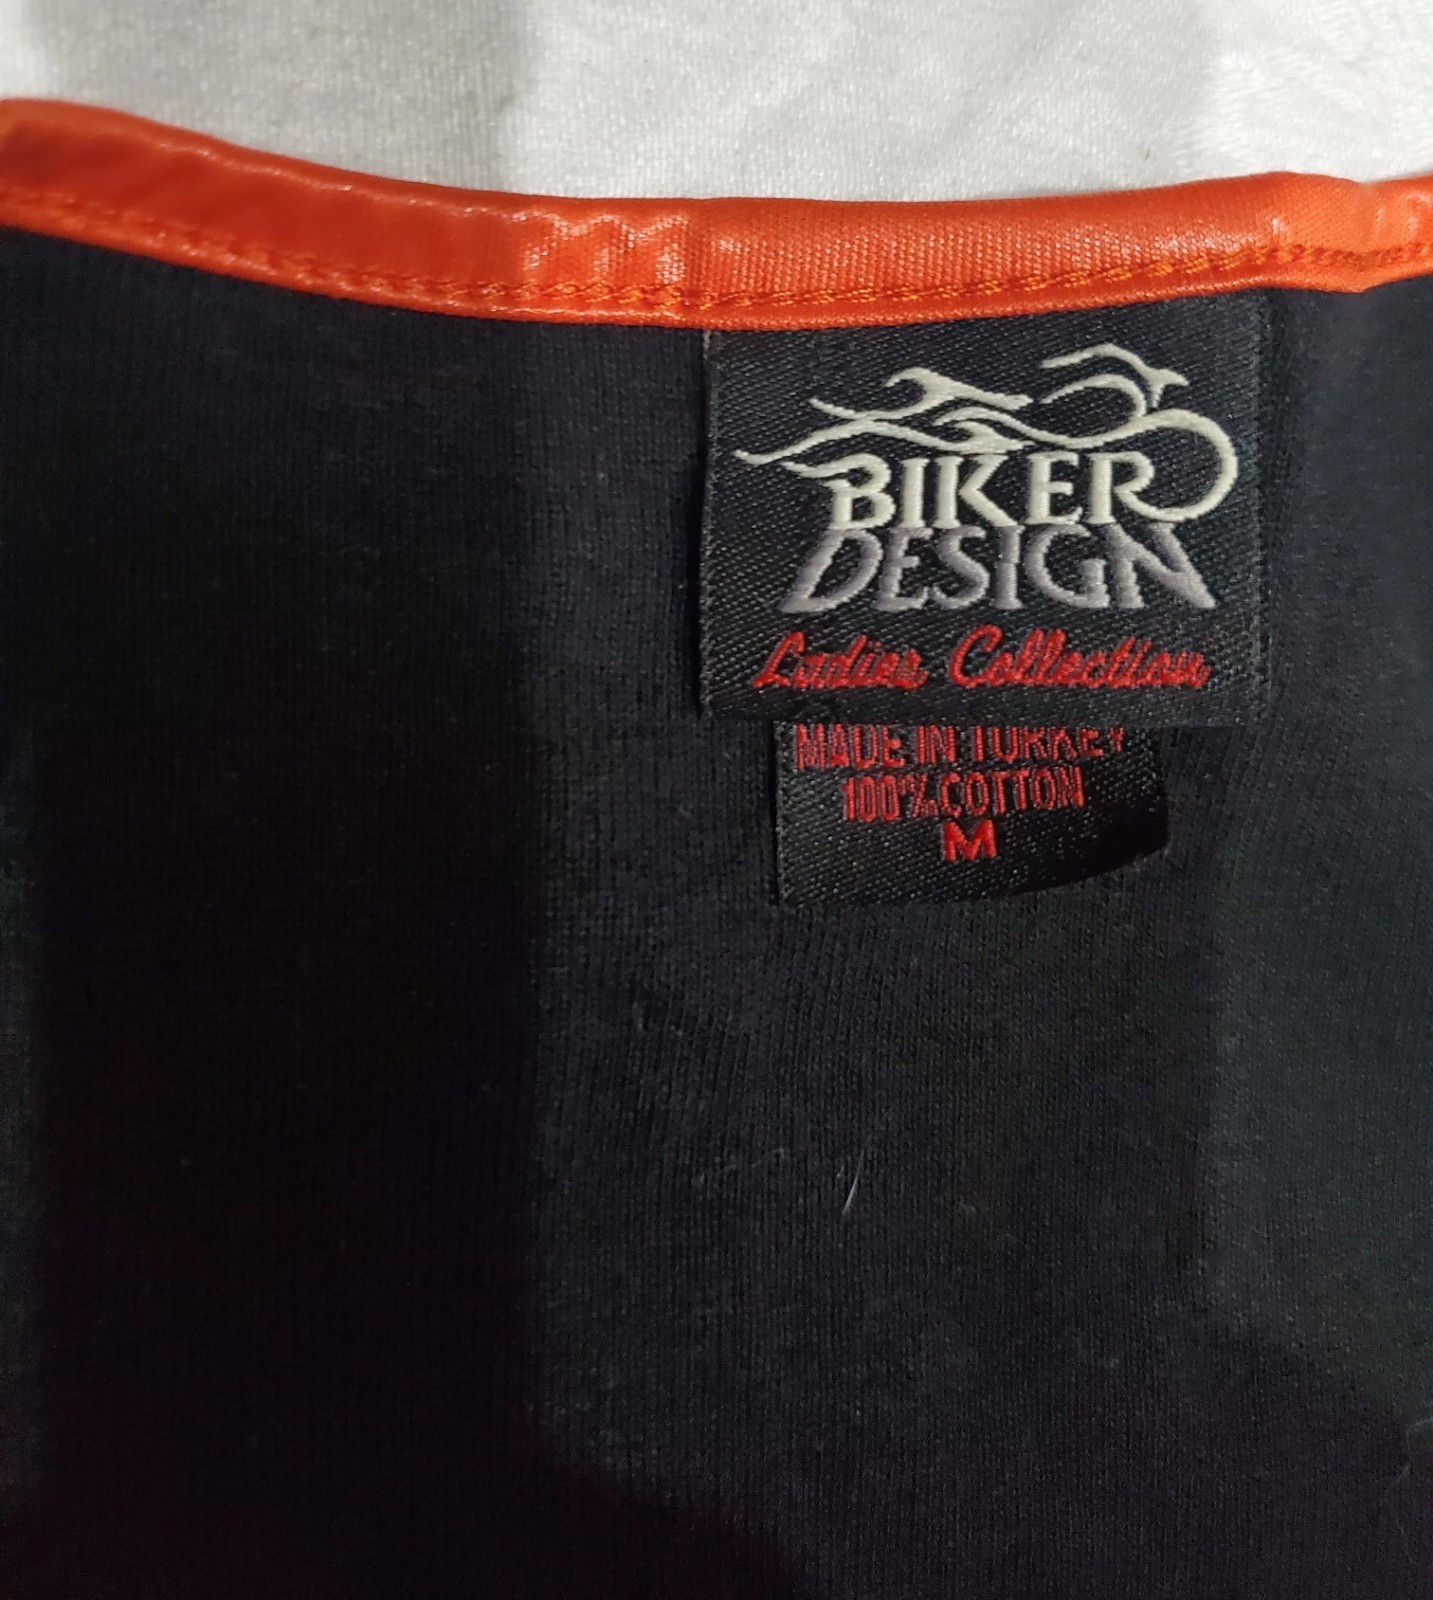 BIKER
DESIGN
Ladies Collection
MADE IN TURKEY
100% COTTON
M